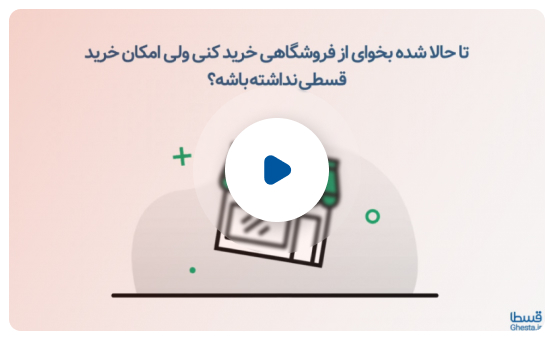 تا حالا شده بخوای از فروشگاهی خرید کنی ولی امکان خرید
قسطی نداشته باشه؟
قسطا
Ghesta.ir